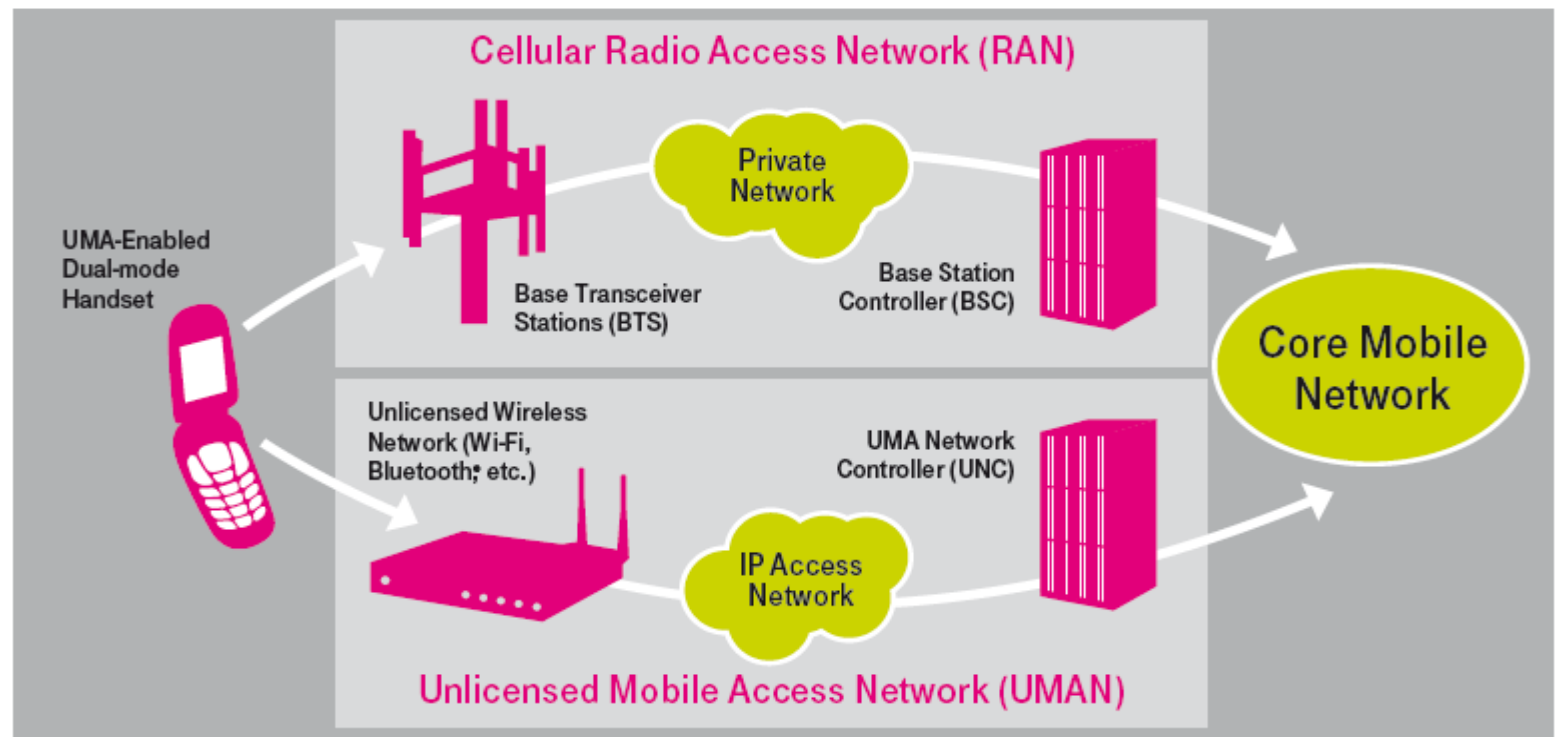 Cellular Radio Access Network (RAN)
UMA-Enabled
Dual-mode
Handset
Base Transceiver
Stations (BTS)
Private
Network
Base Station
Controller (BSC)
Core Mobile
Network
Unlicensed Wireless
Network (Wi-Fi,
Bluetooth,® etc.)
IP Access
Network
UMA Network
Controller (UNC)
Unlicensed Mobile Access Network (UMAN)